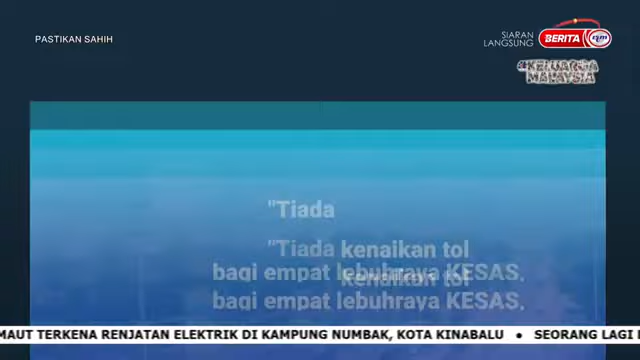 PASTIKAN SAHIH
SIARAN
LANGSUNG
BERITA
rtm
#KELUARGA
MALAYSIA
"Tiada
"Tiada kenaikan tol
bagi empat lebuhraya KESAS,
kenaikan tol
bagi empat lebuhraya KESAS,
MAUT TERKENA RENJATAN ELEKTRIK DI KAMPUNG NUMBAK, KOTA KINABALU • SEORANG LAGI